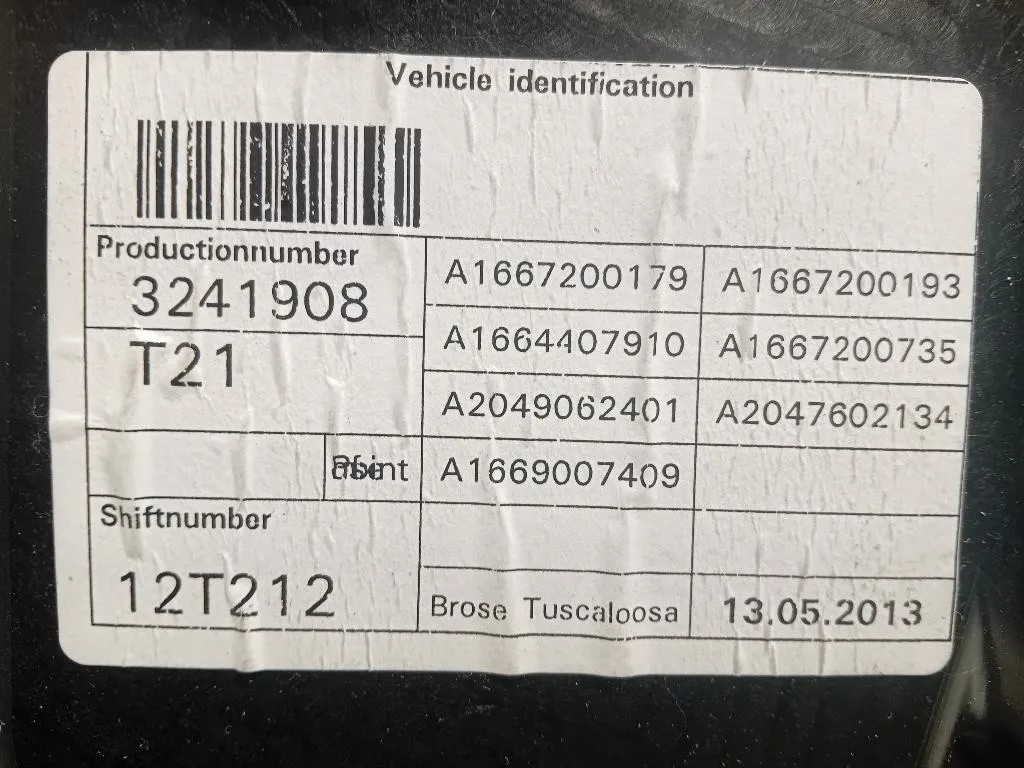 Vehicle identification
Productionnumber
3241908
T21
Shiftnumber
12T212
A1667200179 A1667200193
A1664407910 A1667200735
A2049062401 A2047602134
A1669007409
Brose Tuscaloosa 13.05.2013